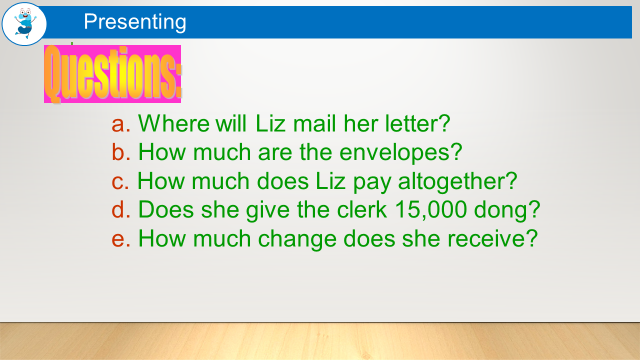 Presenting
Questions:
a. Where will Liz mail her letter?
b. How much are the envelopes?
c. How much does Liz pay altogether?
d. Does she give the clerk 15,000 dong?
e. How much change does she receive?